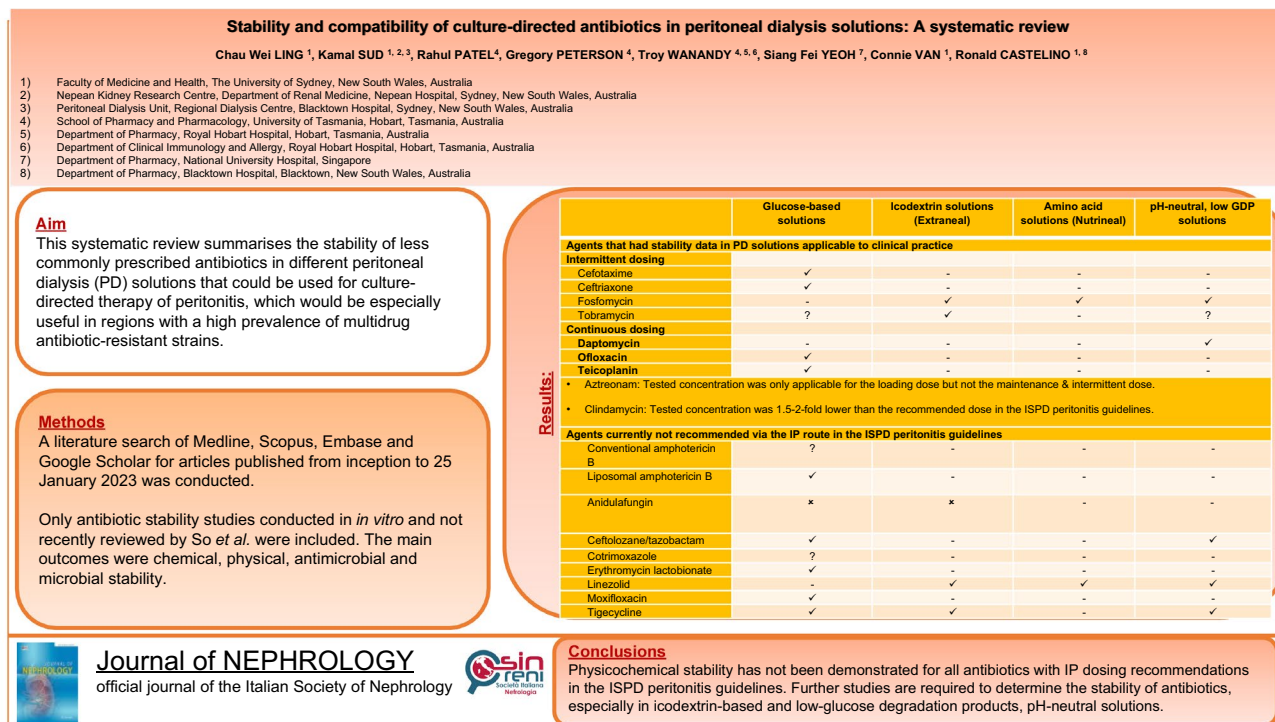 Stability and compatibility of culture-directed antibiotics in peritoneal dialysis solutions: A systematic review
Chau Wei LING 1, Kamal SUD 1, 2, 3, Rahul PATEL4, Gregory PETERSON 4, Troy WANANDY 4, 5, 6, Siang Fei YEOH 7, Connie VAN 1, Ronald CASTELINO 1, 8
1) Faculty of Medicine and Health, The University of Sydney, New South Wales, Australia
2) Nepean Kidney Research Centre, Department of Renal Medicine, Nepean Hospital, Sydney, New South Wales, Australia
3) Peritoneal Dialysis Unit, Regional Dialysis Centre, Blacktown Hospital, Sydney, New South Wales, Australia
4) School of Pharmacy and Pharmacology, University of Tasmania, Hobart, Tasmania, Australia
5) Department of Pharmacy, Royal Hobart Hospital, Hobart, Tasmania, Australia
6) Department of Clinical Immunology and Allergy, Royal Hobart Hospital, Hobart, Tasmania, Australia
7) Department of Pharmacy, National University Hospital, Singapore
8) Department of Pharmacy, Blacktown Hospital, Blacktown, New South Wales, Australia
Aim
This systematic review summarises the stability of less
commonly prescribed antibiotics in different peritoneal
dialysis (PD) solutions that could be used for culture-
directed therapy of peritonitis, which would be especially
useful in regions with a high prevalence of multidrug
antibiotic-resistant strains.
Methods
A literature search of Medline, Scopus, Embase and
Google Scholar for articles published from inception to 25
January 2023 was conducted.
Only antibiotic stability studies conducted in in vitro and not
recently reviewed by So et al. were included. The main
outcomes were chemical, physical, antimicrobial and
microbial stability.
Results:
Glucose-based solutions | Icodextrin solutions (Extraneal) | Amino acid solutions (Nutrineal) | pH-neutral, low GDP solutions
Agents that had stability data in PD solutions applicable to clinical practice
Intermittent dosing
Cefotaxime ✓ - - -
Ceftriaxone ✓ - - -
Fosfomycin - ✓ ✓ ✓
Tobramycin ? ✓ - ?
Continuous dosing
Daptomycin - - - ✓
Ofloxacin ✓ - - -
Teicoplanin ✓ - - -
• Aztreonam: Tested concentration was only applicable for the loading dose but not the maintenance & intermittent dose.
• Clindamycin: Tested concentration was 1.5-2-fold lower than the recommended dose in the ISPD peritonitis guidelines.
Agents currently not recommended via the IP route in the ISPD peritonitis guidelines
Conventional amphotericin B ? - - -
Liposomal amphotericin B ✓ - - -
Anidulafungin × × - -
Ceftolozane/tazobactam ✓ - - ✓
Cotrimoxazole ? - - -
Erythromycin lactobionate ✓ - - -
Linezolid - ✓ ✓ ✓
Moxifloxacin ✓ - - -
Tigecycline ✓ ✓ - ✓
Journal of NEPHROLOGY
official journal of the Italian Society of Nephrology
sin
reni
Società Italiana
Nefrologia
Conclusions
Physicochemical stability has not been demonstrated for all antibiotics with IP dosing recommendations
in the ISPD peritonitis guidelines. Further studies are required to determine the stability of antibiotics,
especially in icodextrin-based and low-glucose degradation products, pH-neutral solutions.